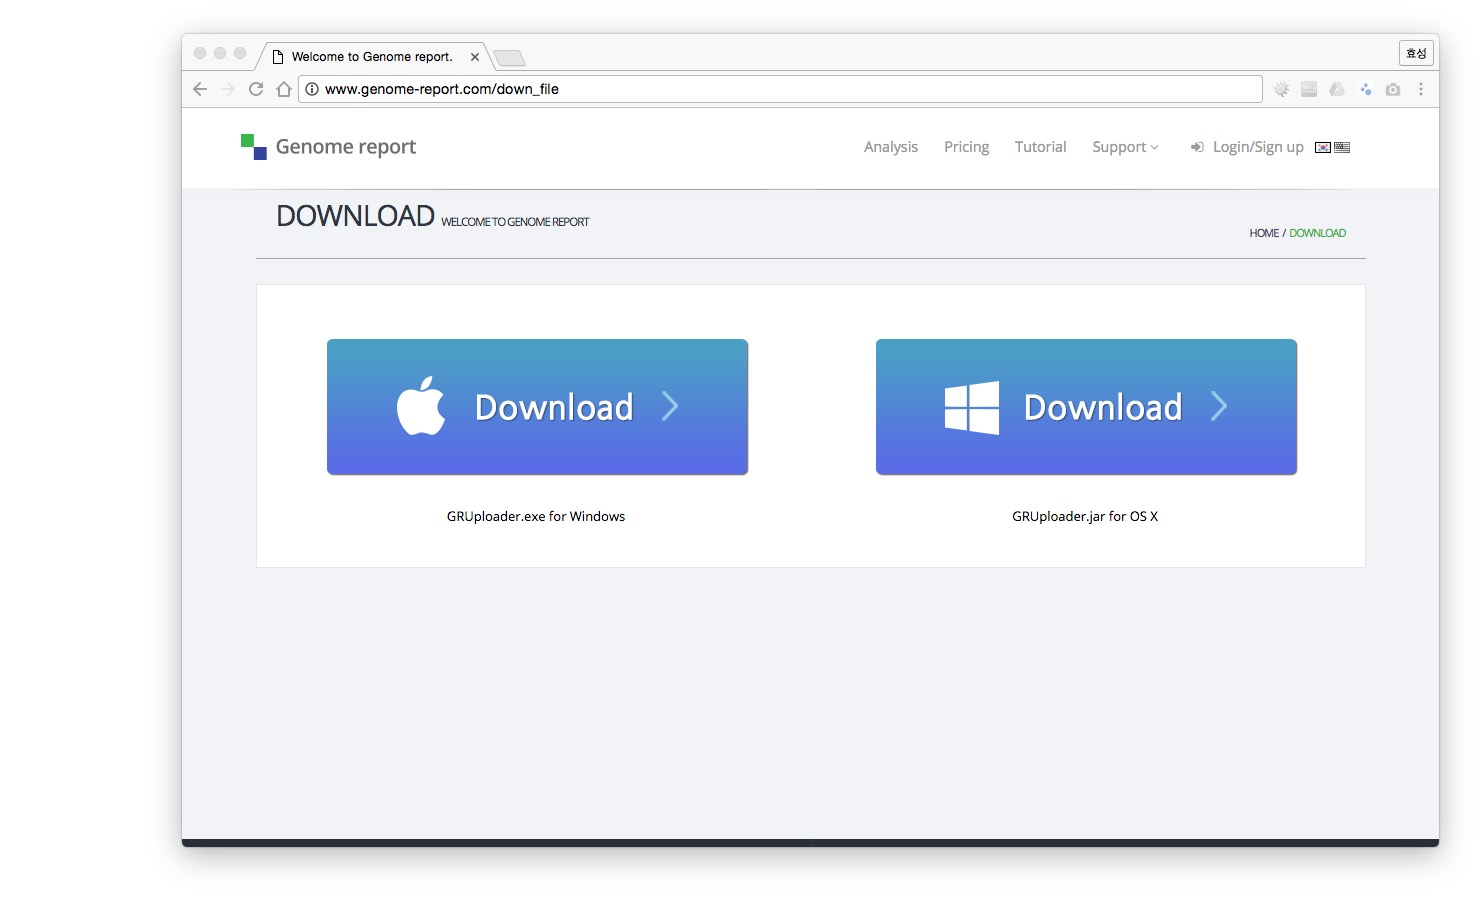 Welcome to Genome report.
효성
www.genome-report.com/down_file
Genome report
Analysis Pricing Tutorial Support Login/Sign up
DOWNLOAD WELCOME TO GENOME REPORT
HOME / DOWNLOAD
Download Download
GRUploader.exe for Windows GRUploader.jar for OS X